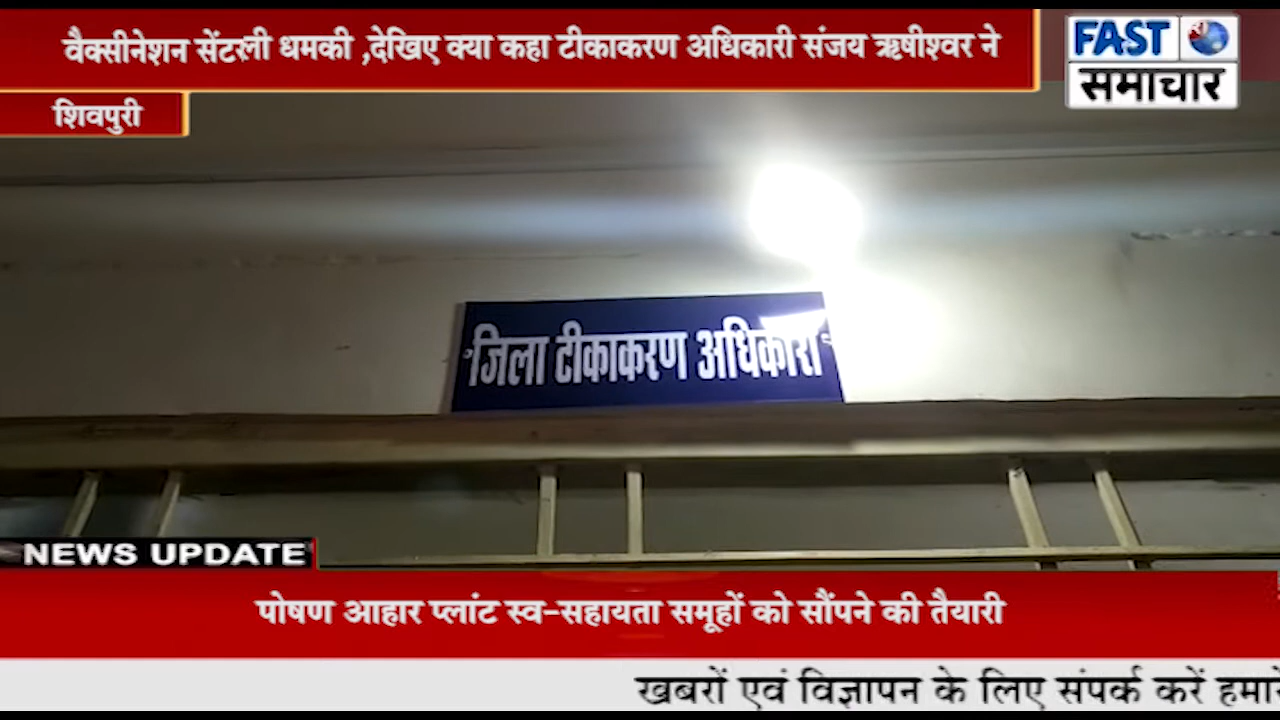 वैक्सीनेशन सेंटरली धमकी ,देखिए क्या कहा टीकाकरण अधिकारी संजय ऋषीश्वर ने
FAST
समाचार
शिवपुरी
जिला टीकाकरण अधिकारी
NEWS UPDATE
पोषण आहार प्लांट स्व-सहायता समूहों को सौंपने की तैयारी
खबरों एवं विज्ञापन के लिए संपर्क करें हमारे